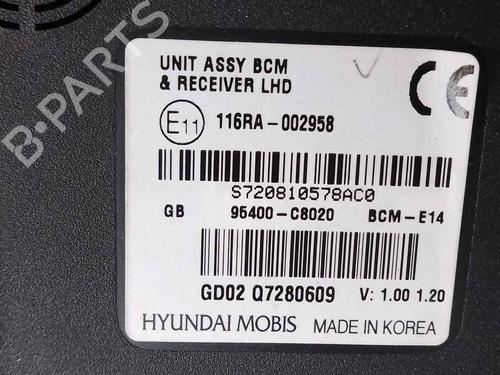 B-PARTS
UNIT ASSY BCM
& RECEIVER LHD
CE
E11 116RA-002958
S720810578AC0
GB 95400-C8020 BCM-E14
GD02 Q7280609 V: 1.00 1.20
HYUNDAI MOBIS MADE IN KOREA